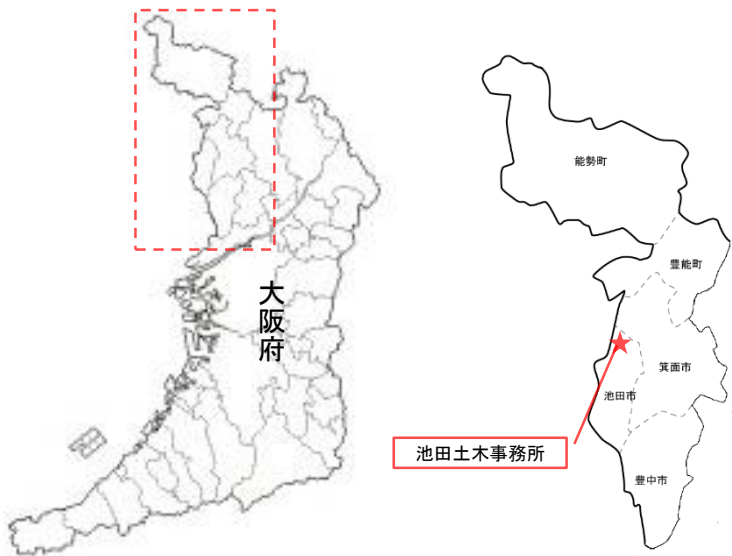 大阪府
能勢町
豊能町
箕面市
池田市
豊中市
池田土木事務所